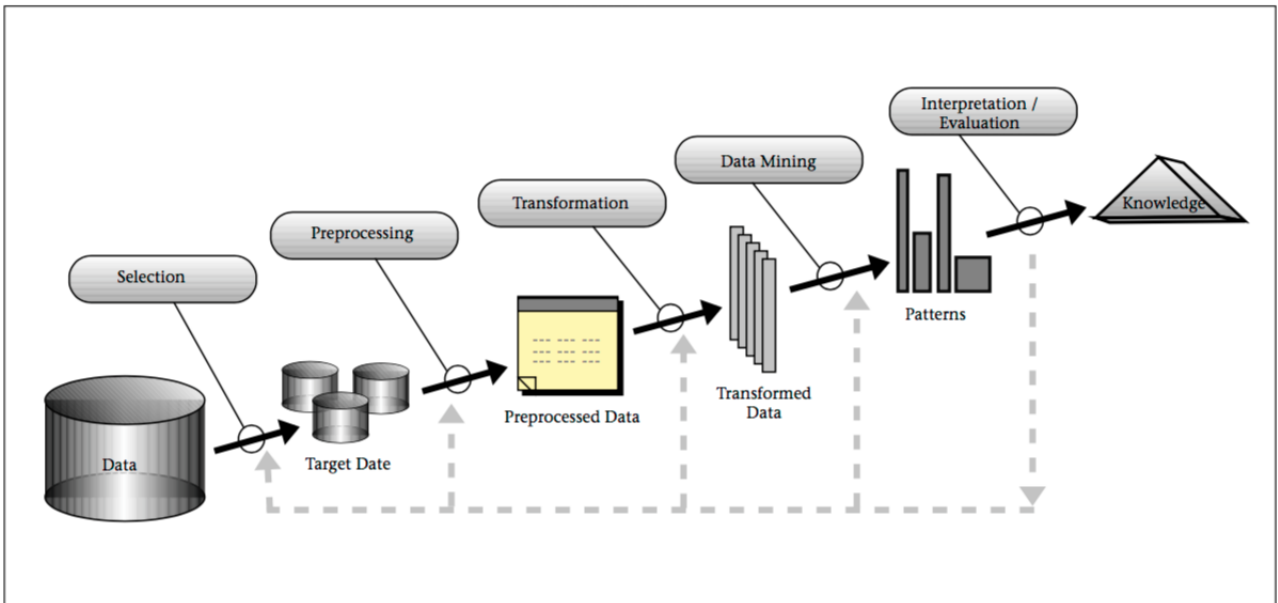 Interpretation /
Evaluation
Data Mining
Transformation
Preprocessing
Selection
Knowledge
Patterns
Transformed
Data
Preprocessed Data
Target Date
Data